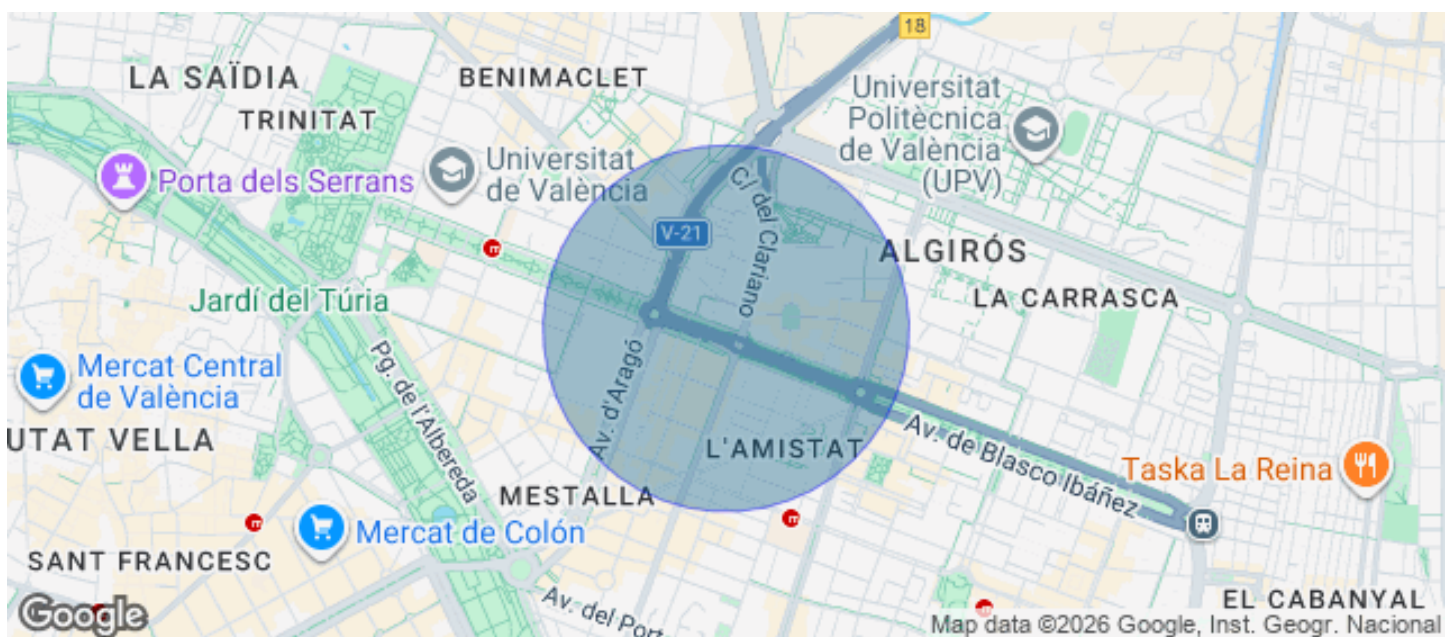 18
LA SAÏDIA
BENIMACLET
Universitat
Politècnica
de València
(UPV)
TRINITAT
Universitat
de València
Porta dels Serrans
C/ del Clariano
V-21
ALGIRÓS
LA CARRASCA
Jardí del Túria
Pg. de l'Albereda
Av. d'Aragó
Mercat Central
de València
UTAT VELLA
L'AMISTAT
Av. de Blasco Ibáñez
Taska La Reina
MESTALLA
Mercat de Colón
SANT FRANCESC
Av. del Port
EL CABANYAL
Google
Map data ©2026 Google, Inst. Geogr. Nacional